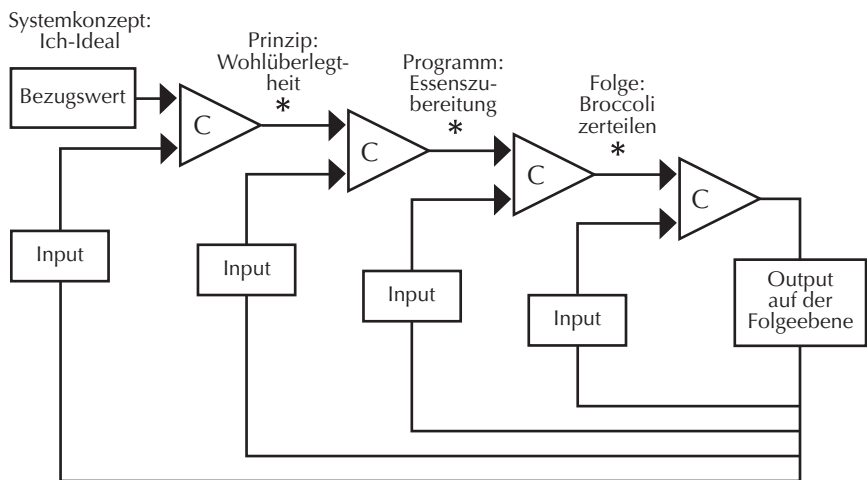 Systemkonzept:
Ich-Ideal
Bezugswert
C
Prinzip:
Wohlüberlegt-
heit
*
C
Programm:
Essenszu-
bereitung
*
C
Folge:
Broccoli
zerteilen
*
C
Input
Input
Input
Input
Output
auf der
Folgeebene